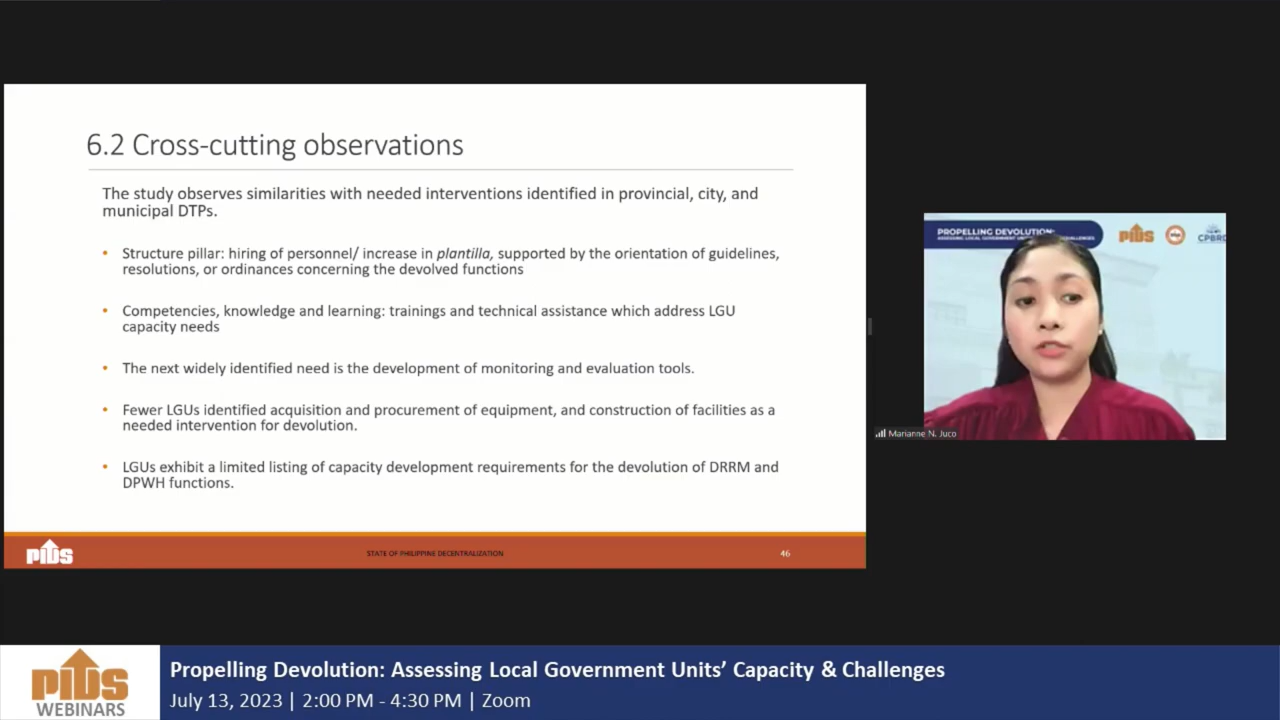 6.2 Cross-cutting observations
The study observes similarities with needed interventions identified in provincial, city, and
municipal DTPs.
• Structure pillar: hiring of personnel/ increase in plantilla, supported by the orientation of guidelines,
resolutions, or ordinances concerning the devolved functions
• Competencies, knowledge and learning: trainings and technical assistance which address LGU
capacity needs
• The next widely identified need is the development of monitoring and evaluation tools.
• Fewer LGUs identified acquisition and procurement of equipment, and construction of facilities as a
needed intervention for devolution.
• LGUs exhibit a limited listing of capacity development requirements for the devolution of DRRM and
DPWH functions.
pids
STATE OF PHILIPPINE DECENTRALIZATION
46
PROPELLING DEVOLUTION:
ASSESSING LOCAL GOVERNMENT CHALLENGES
pids
CPBRD
Marianne N. Juco
pids
WEBINARS
Propelling Devolution: Assessing Local Government Units' Capacity & Challenges
July 13, 2023 | 2:00 PM - 4:30 PM | Zoom